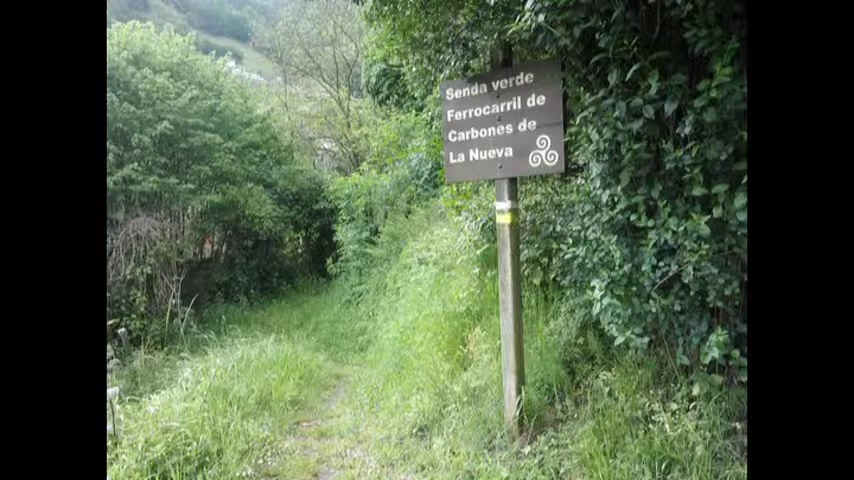 Senda verde
Ferrocarril de
Carbones de
La Nueva